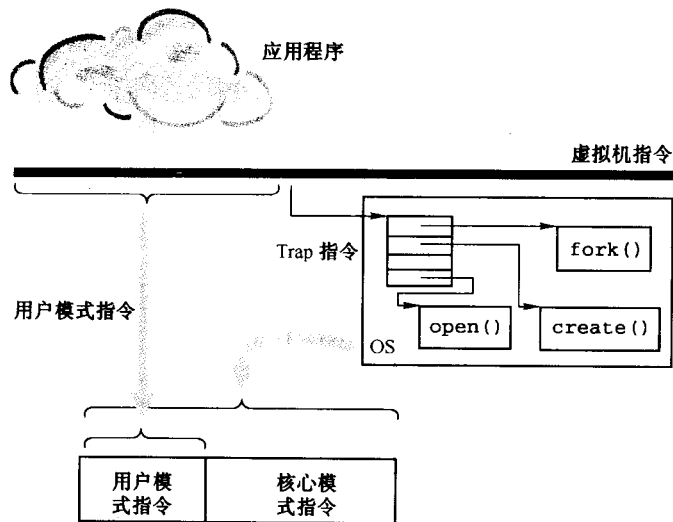 应用程序
虚拟机指令
Trap 指令
fork()
用户模式指令
open()
create()
OS
用户模
式指令
核心模
式指令